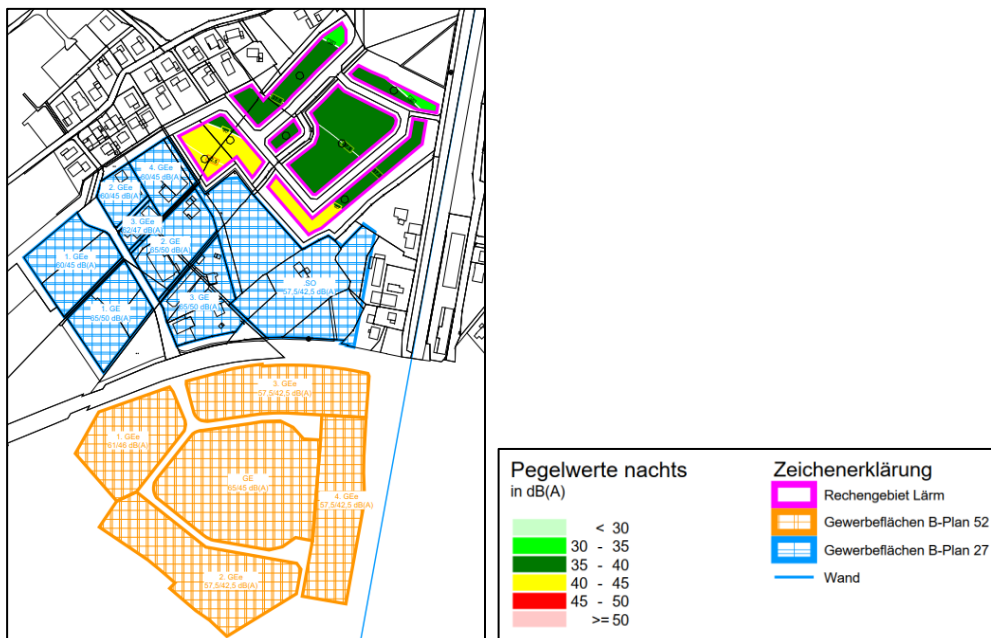 4. GEe
60/45 dB(A)
2. GEe
60/45 dB(A)
3. GEe
62/47 dB(A)
2. GE
65/50 dB(A)
1. GEe
60/45 dB(A)
SO
57,5/42,5 dB(A)
3. GE
65/50 dB(A)
1. GE
65/50 dB(A)
3. GEe
57,5/42,5 dB(A)
1. GEe
61/46 dB(A)
GE
65/45 dB(A)
4. GEe
57,5/42,5 dB(A)
2. GEe
57,5/42,5 dB(A)
Pegelwerte nachts
in dB(A)
< 30
30 - 35
35 - 40
40 - 45
45 - 50
>= 50
Zeichenerklärung
Rechengebiet Lärm
Gewerbeflächen B-Plan 52
Gewerbeflächen B-Plan 27
Wand